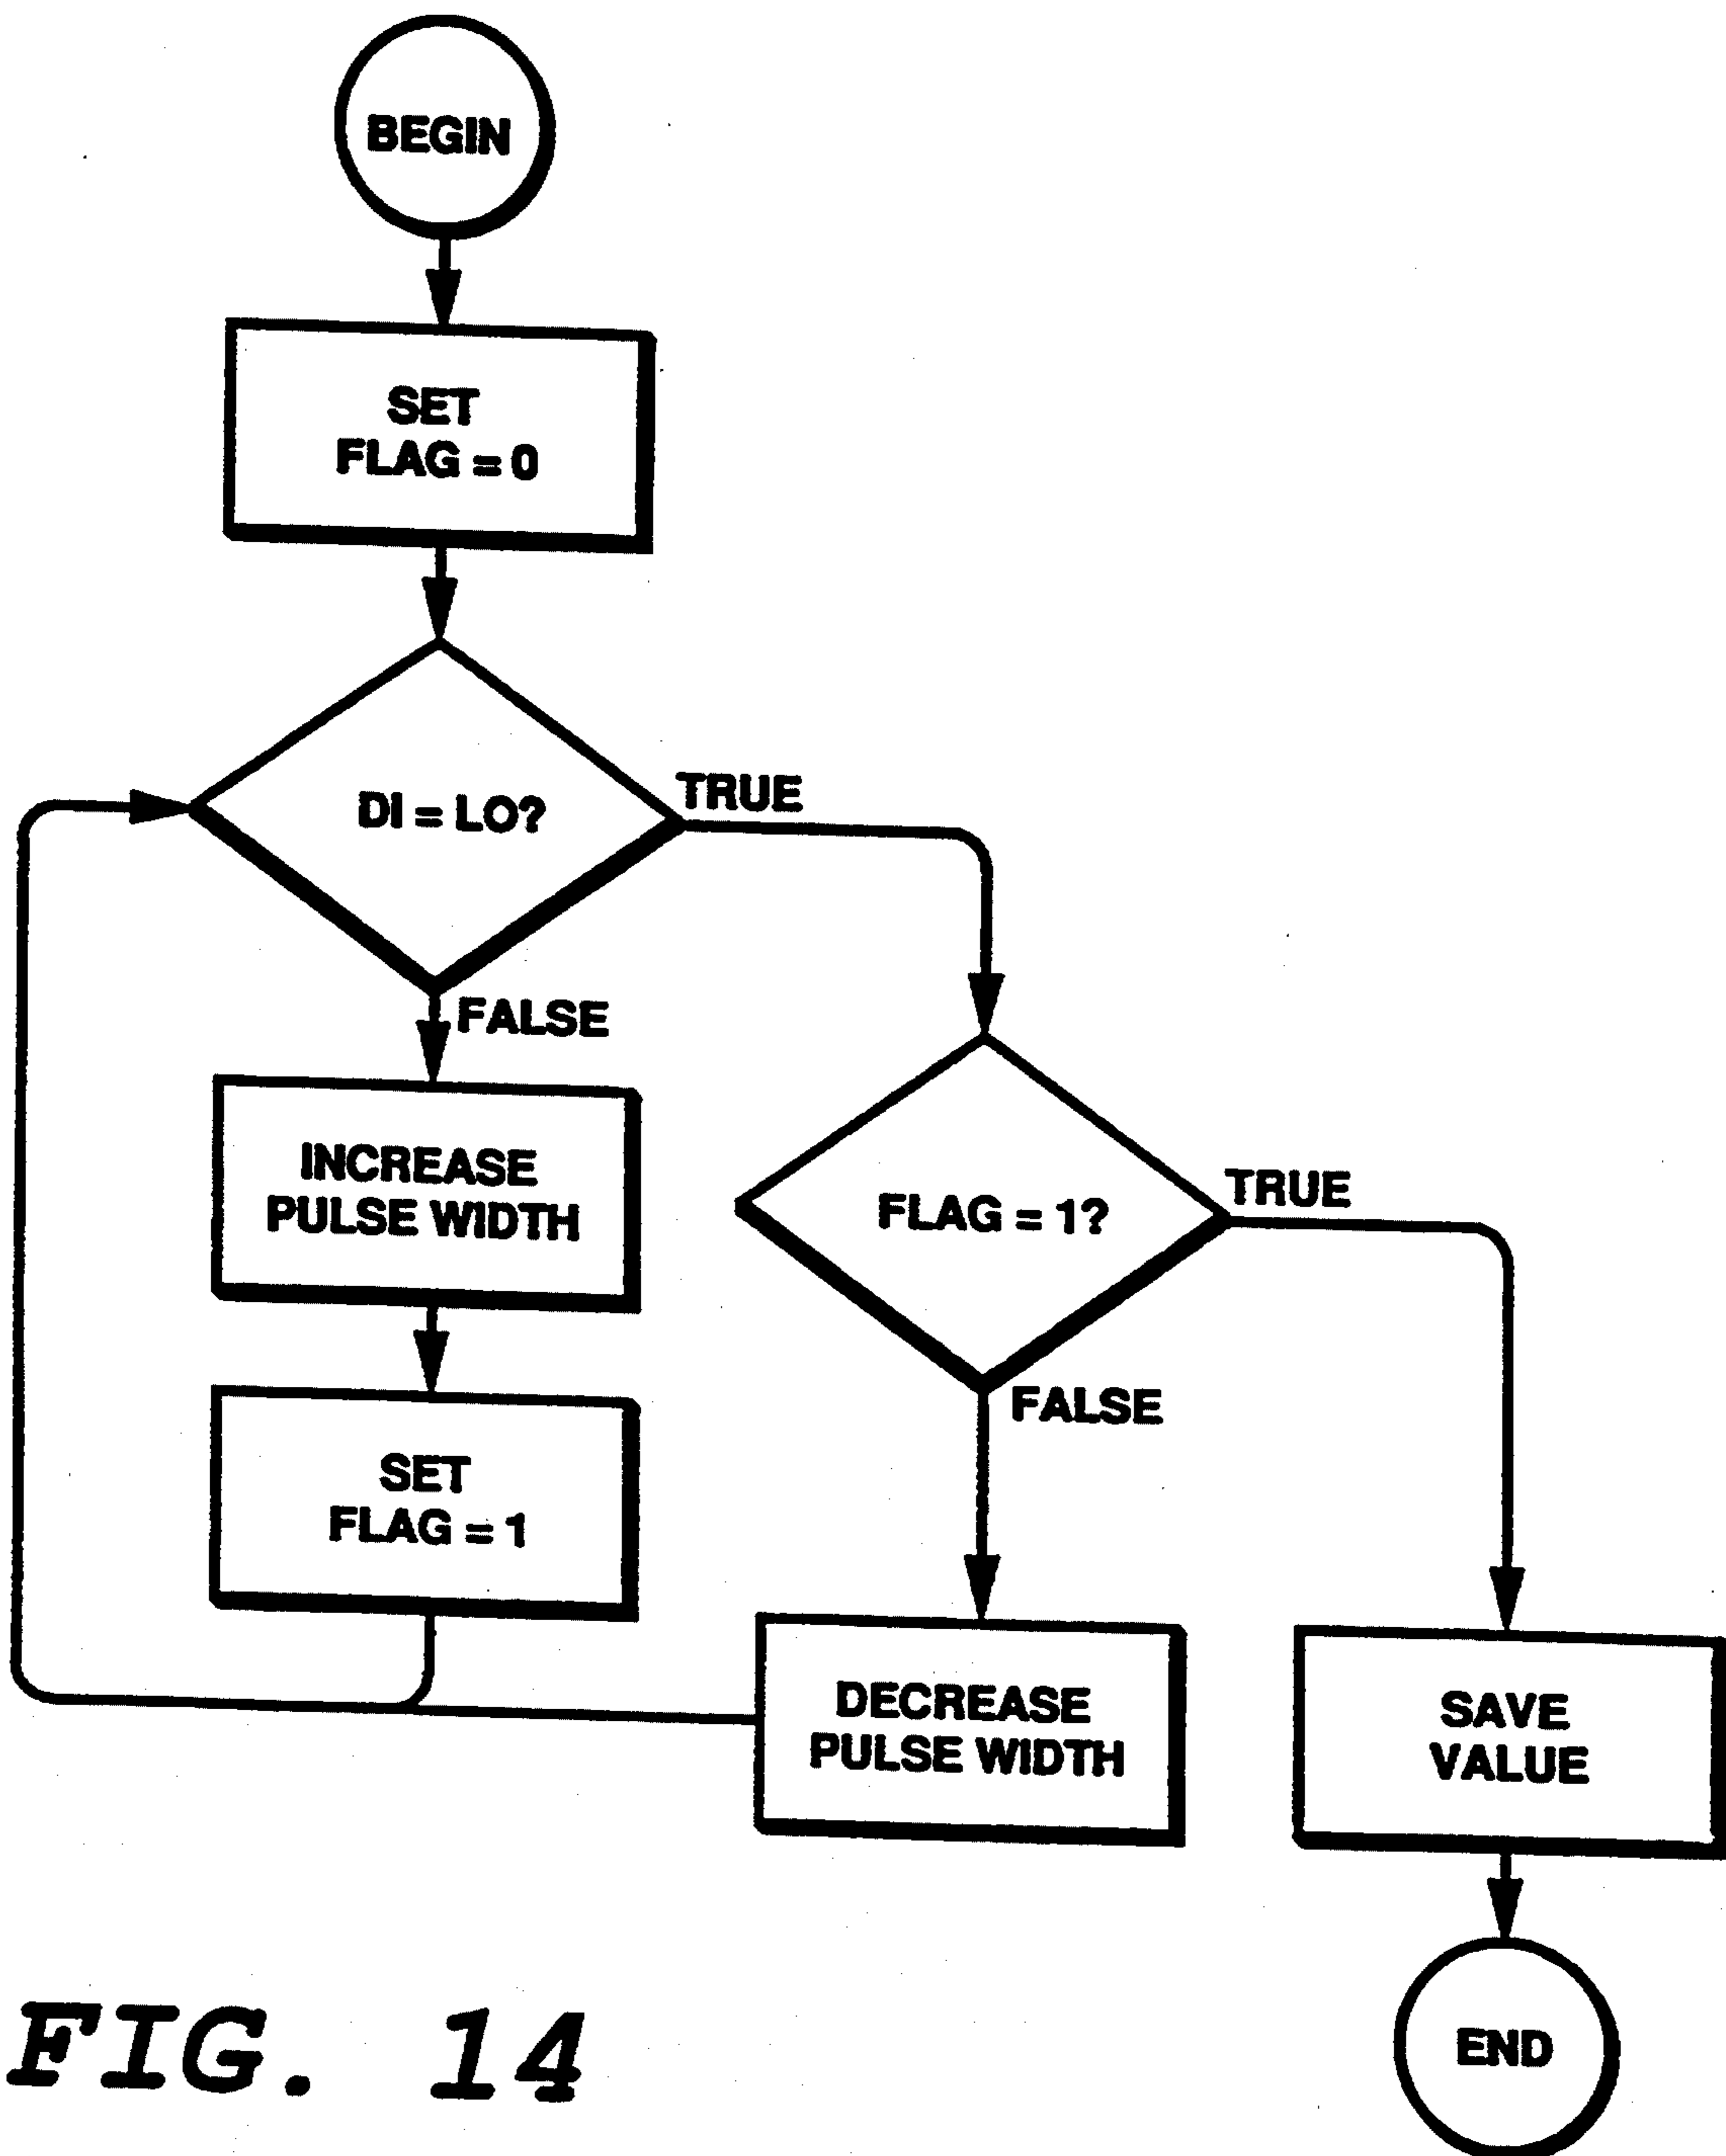 BEGIN
SET
FLAG = 0
DI = LO?
TRUE
FALSE
INCREASE
PULSE WIDTH
FLAG = 1?
TRUE
FALSE
SET
FLAG = 1
DECREASE
PULSE WIDTH
SAVE
VALUE
END
FIG. 14